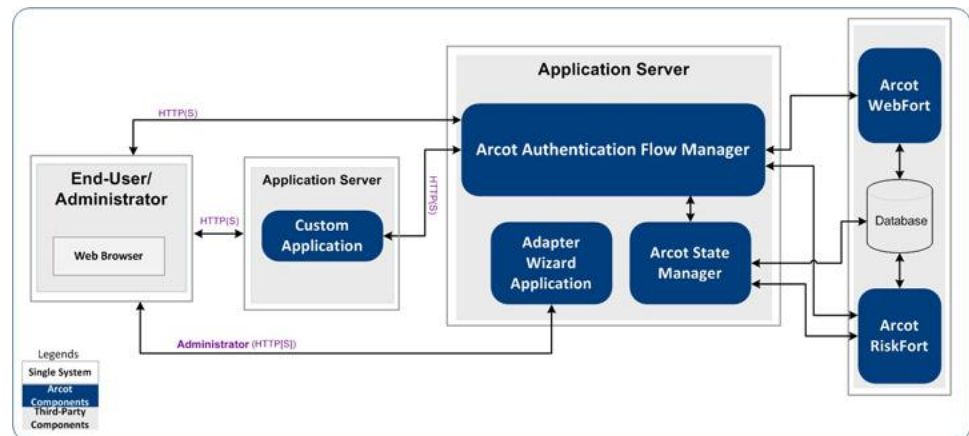 HTTP(S)
End-User/
Administrator
Web Browser
HTTP(S)
Application Server
Custom
Application
HTTP(S)
Application Server
Arcot Authentication Flow Manager
Adapter
Wizard
Application
Arcot State
Manager
Arcot
WebFort
Database
Arcot
RiskFort
Administrator (HTTP[S])
Legends
Single System
Arcot
Components
Third-Party
Components